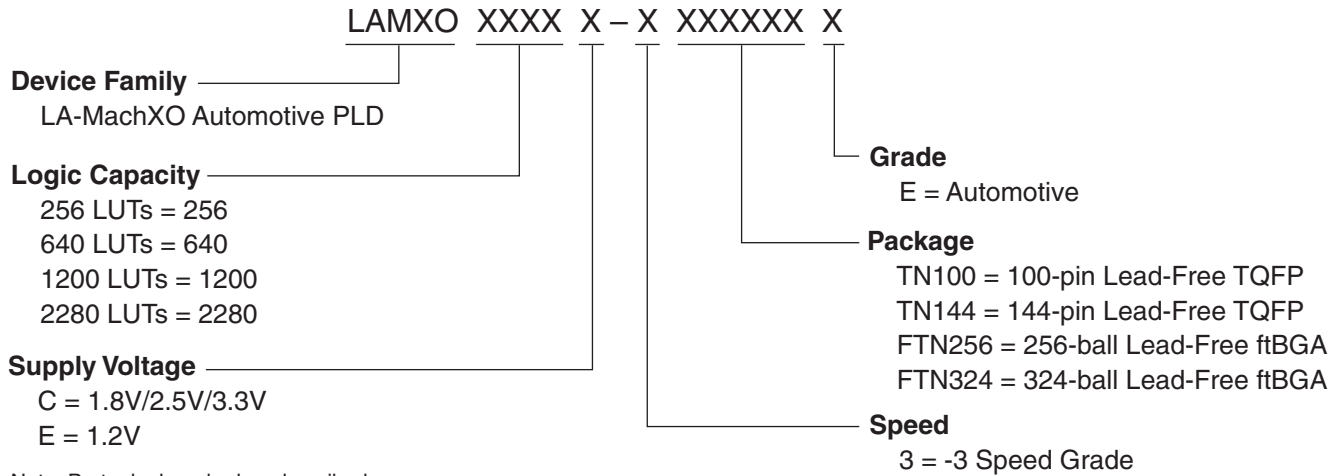 LAMXO XXXX X – X XXXXXX X
Device Family
LA-MachXO Automotive PLD
Logic Capacity
256 LUTs = 256
640 LUTs = 640
1200 LUTs = 1200
2280 LUTs = 2280
Supply Voltage
C = 1.8V/2.5V/3.3V
E = 1.2V
Grade
E = Automotive
Package
TN100 = 100-pin Lead-Free TQFP
TN144 = 144-pin Lead-Free TQFP
FTN256 = 256-ball Lead-Free ftBGA
FTN324 = 324-ball Lead-Free ftBGA
Speed
3 = -3 Speed Grade